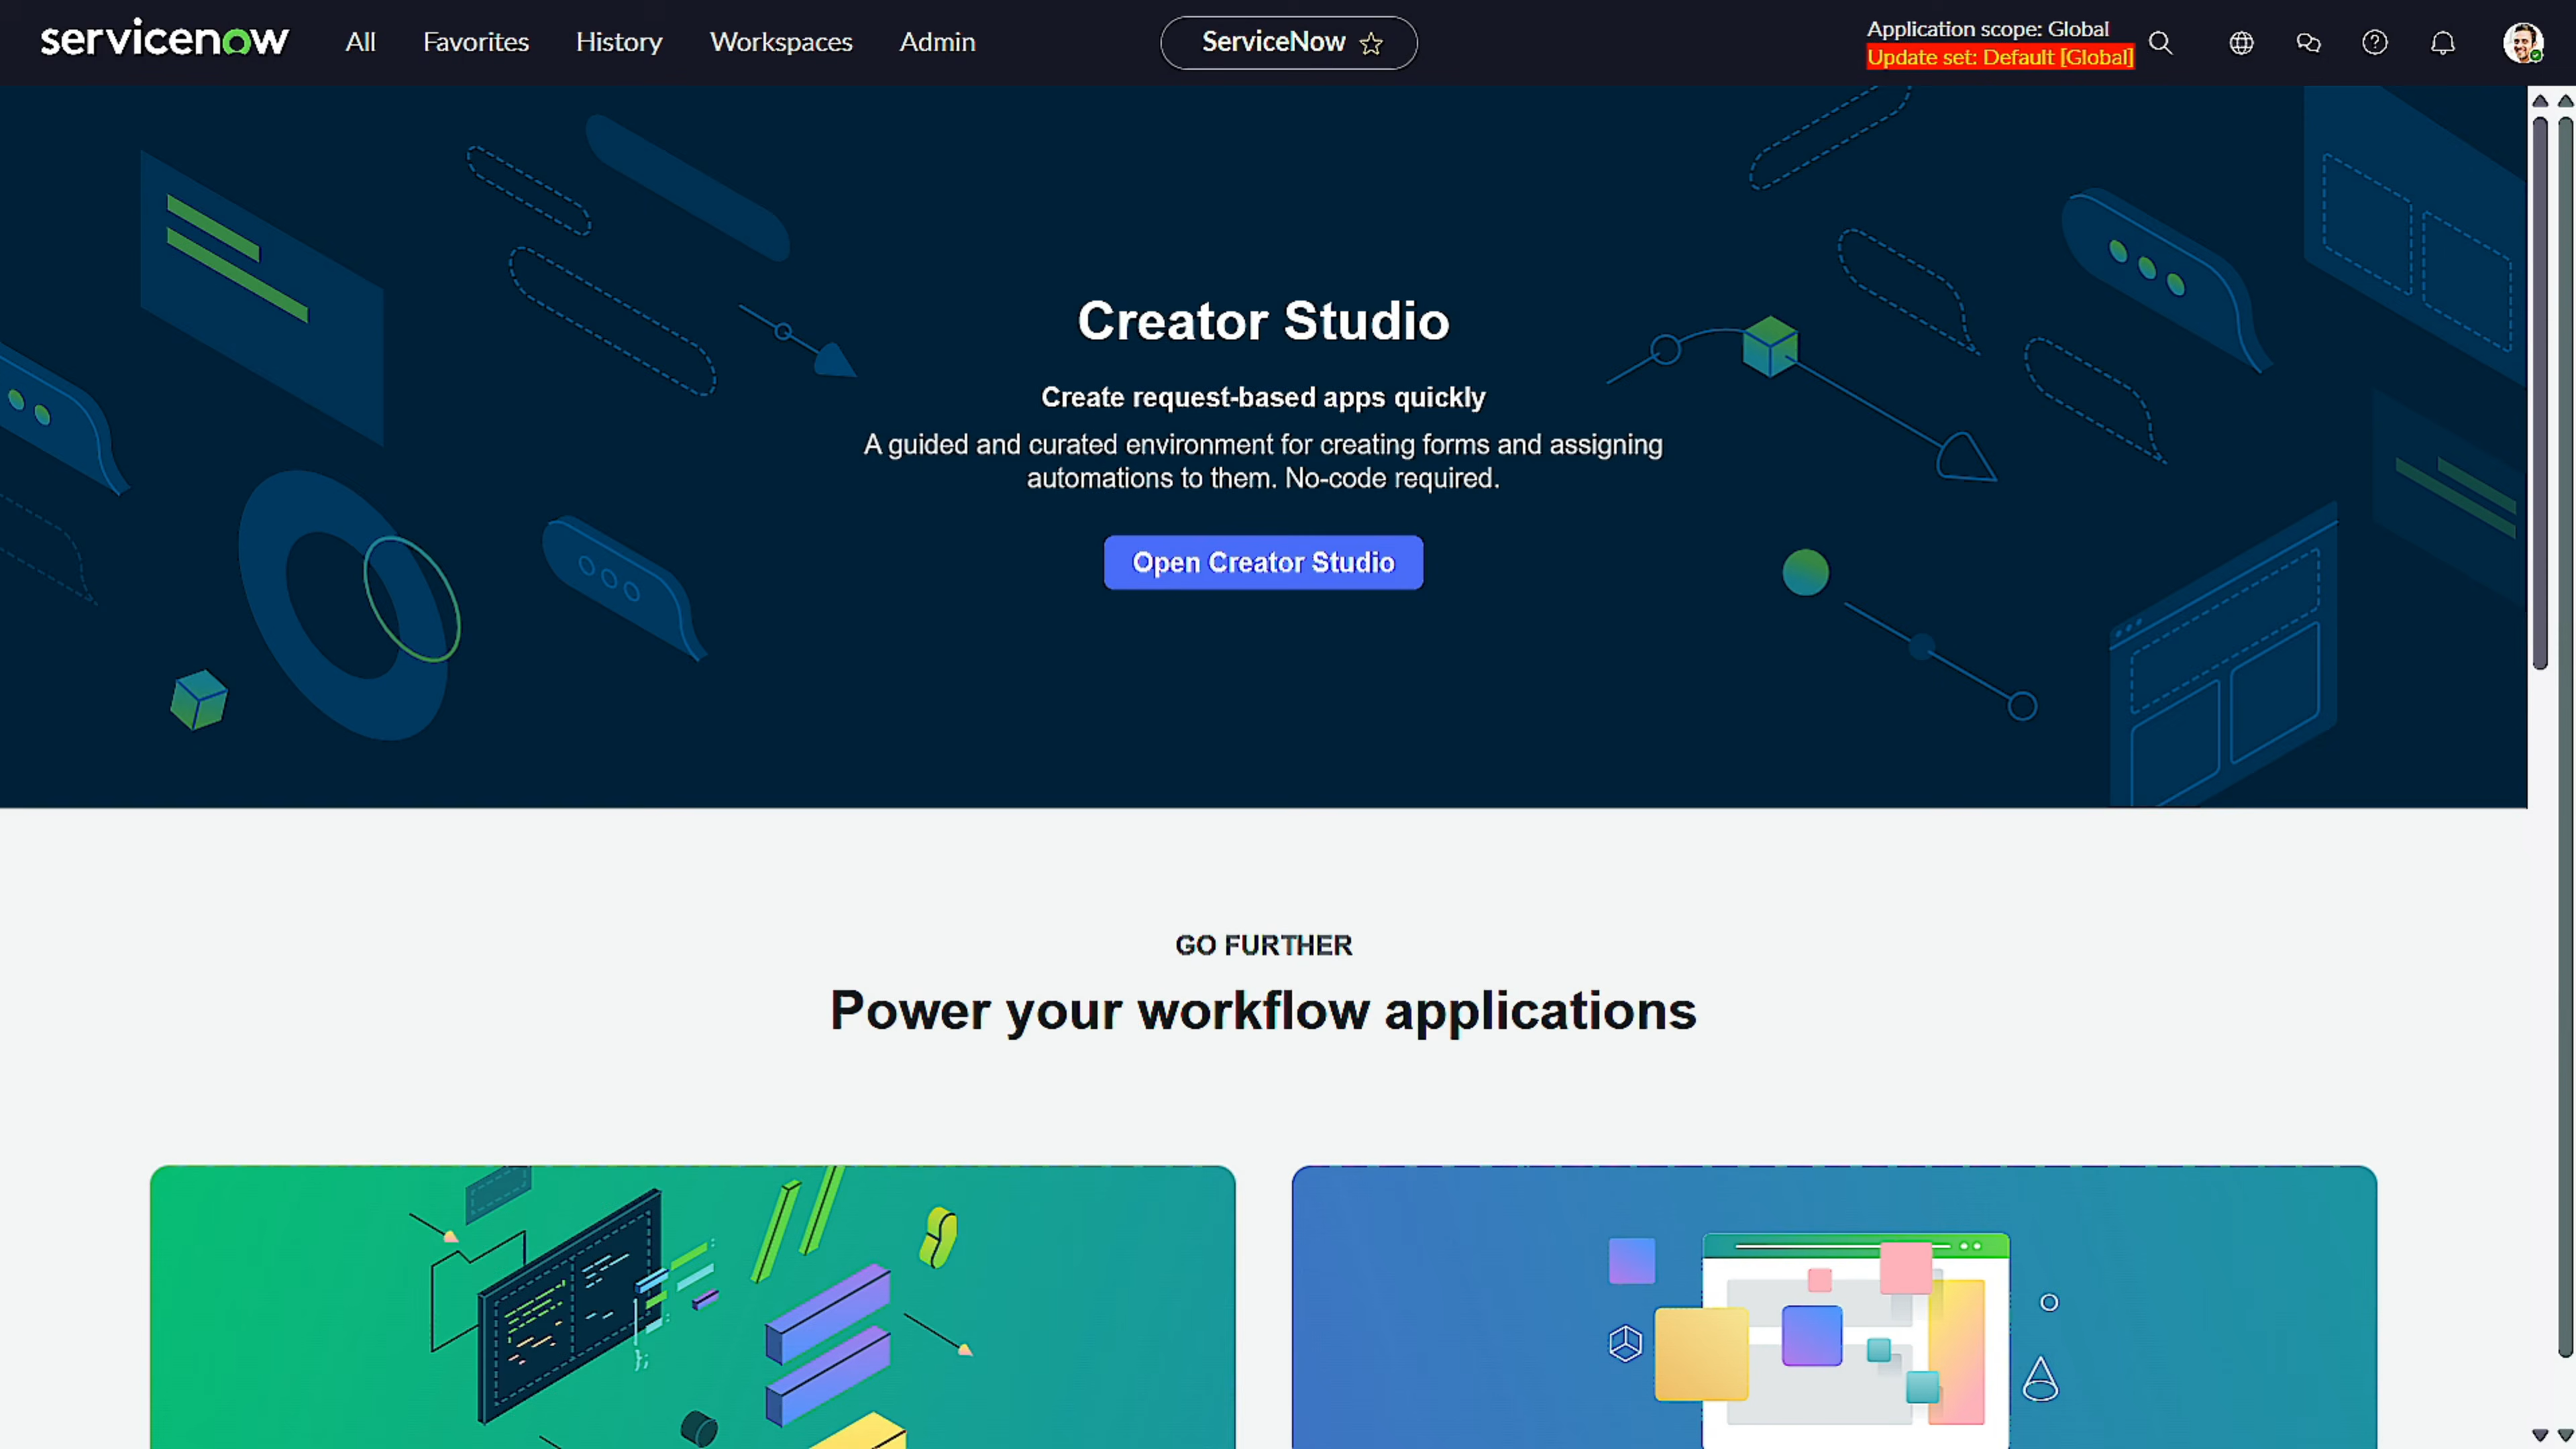 servicenow All Favorites History Workspaces Admin ServiceNow Application scope: Global
Update set: Default [Global]
Creator Studio
Create request-based apps quickly
A guided and curated environment for creating forms and assigning
automations to them. No-code required.
Open Creator Studio
GO FURTHER
Power your workflow applications
};